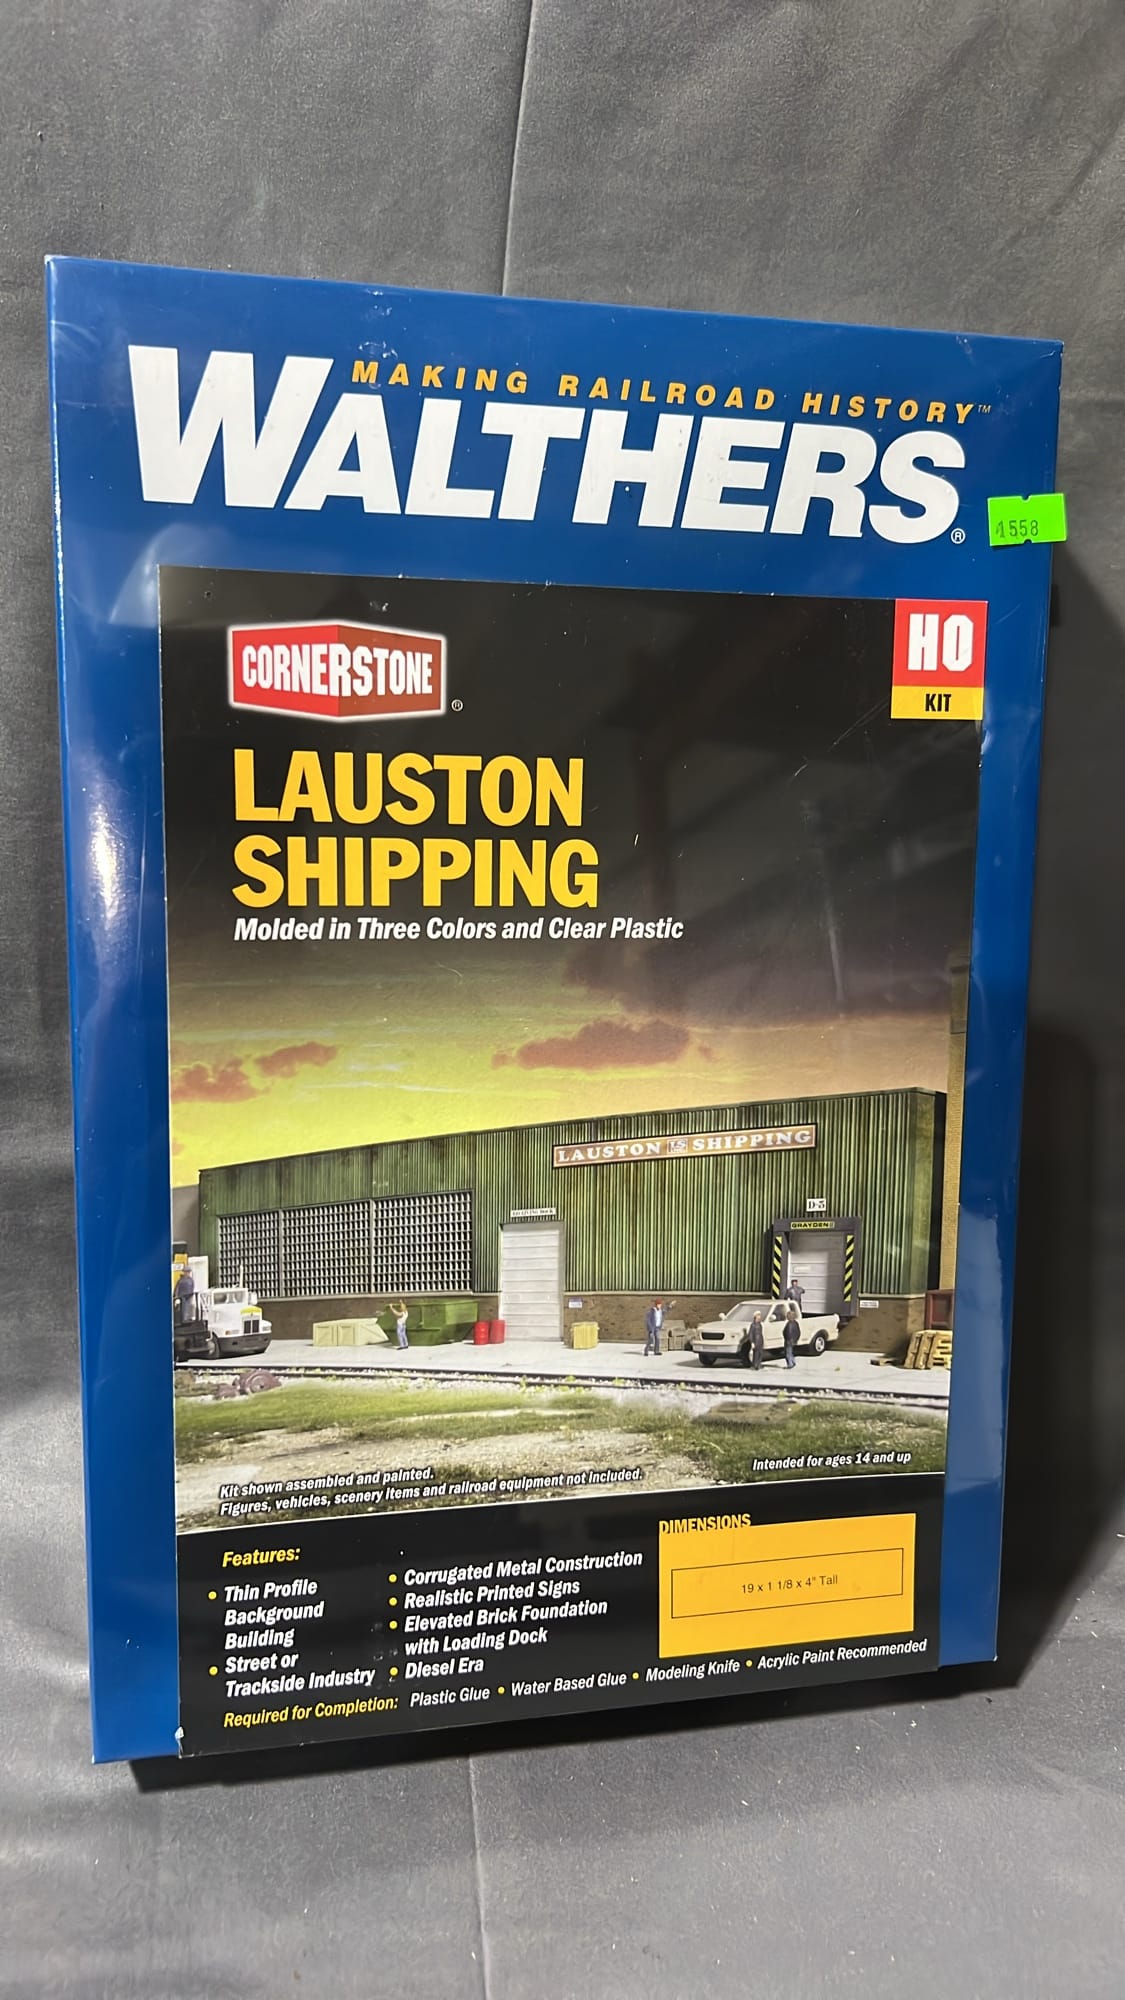 MAKING RAILROAD HISTORY™
WALTHERS®
1558
CORNERSTONE®
HO
KIT
LAUSTON
SHIPPING
Molded in Three Colors and Clear Plastic
LAUSTON LS SHIPPING
D-5
GRAYDEN
Kit shown assembled and painted.
Figures, vehicles, scenery items and railroad equipment not included.
Intended for ages 14 and up
Features:
• Thin Profile
Background
Building
• Street or
Trackside Industry
• Corrugated Metal Construction
• Realistic Printed Signs
• Elevated Brick Foundation
with Loading Dock
• Diesel Era
DIMENSIONS
19 x 1 1/8 x 4" Tall
Required for Completion: Plastic Glue • Water Based Glue • Modeling Knife • Acrylic Paint Recommended